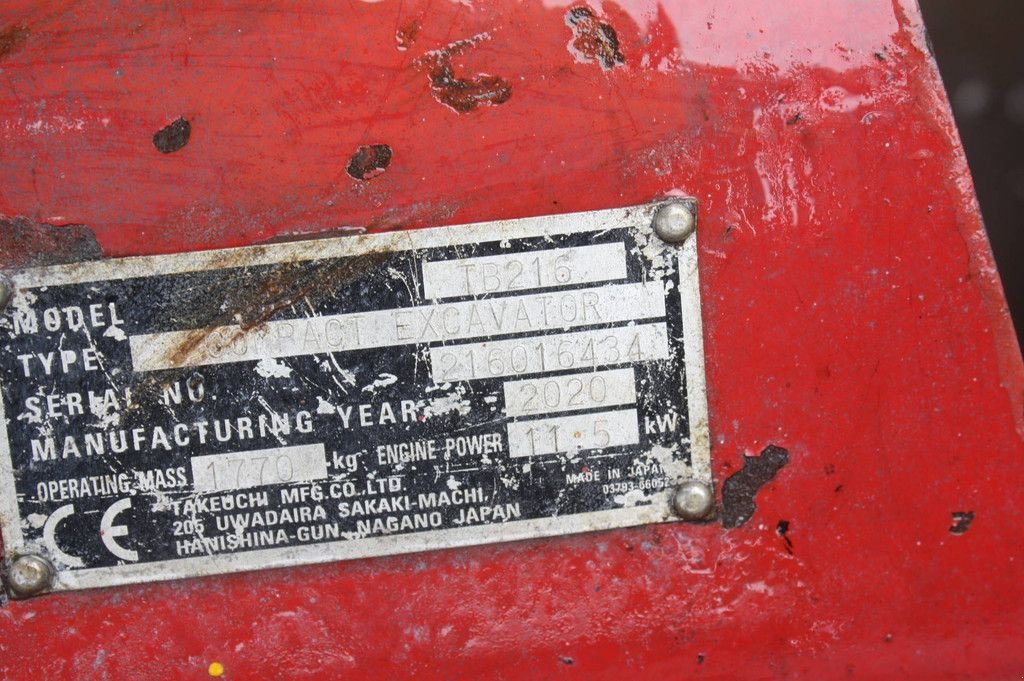 MODEL TB216
TYPE COMPACT EXCAVATOR
SERIAL NO. 216016434
MANUFACTURING YEAR 2020
OPERATING MASS 1770 kg ENGINE POWER 11.5 kW
CE TAKEUCHI MFG.CO.,LTD. MADE IN JAPAN
205 UWADAIRA SAKAKI-MACHI, 03793-66052
HANISHINA-GUN, NAGANO JAPAN